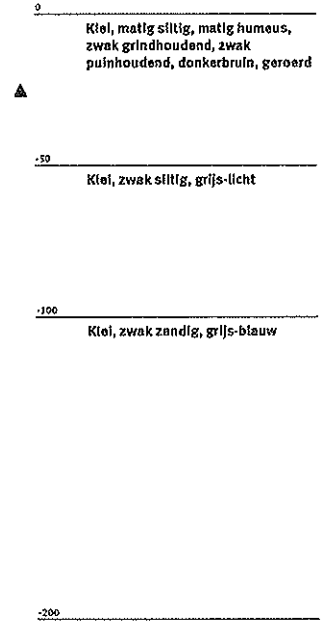 0
Klei, matig siltig, matig humeus,
zwak grindhoudend, zwak
puinhoudend, donkerbruin, geroerd
-50
Klei, zwak siltig, grijs-licht
-100
Klei, zwak zandig, grijs-blauw
-200